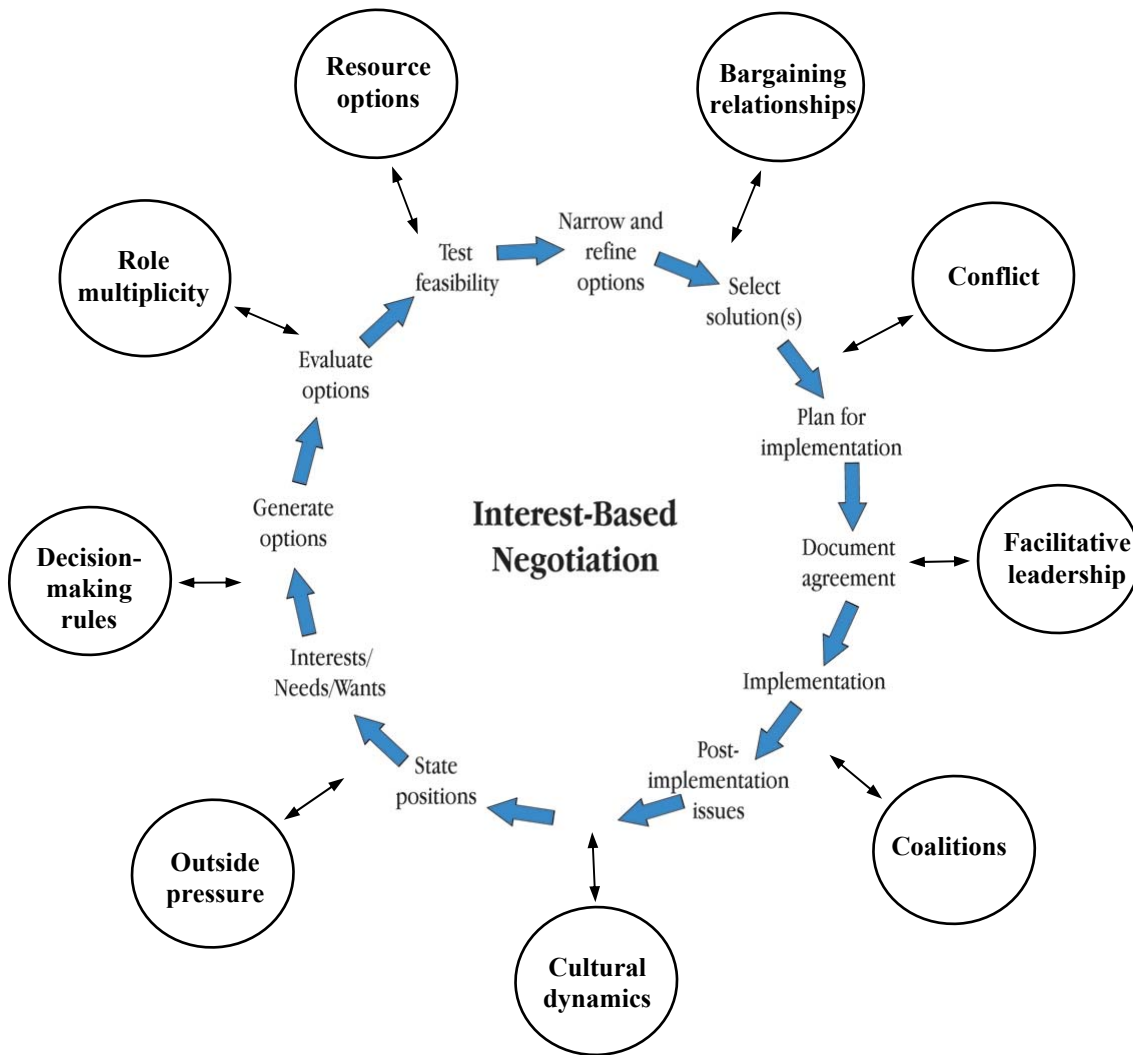 Resource
options
Bargaining
relationships
Role
multiplicity
Test
feasibility
Narrow and
refine
options
Select
solution(s)
Conflict
Evaluate
options
Plan for
implementation
Generate
options
Interest-Based
Negotiation
Decision-
making
rules
Document
agreement
Facilitative
leadership
Interests/
Needs/Wants
Implementation
State
positions
Post-
implementation
issues
Outside
pressure
Coalitions
Cultural
dynamics